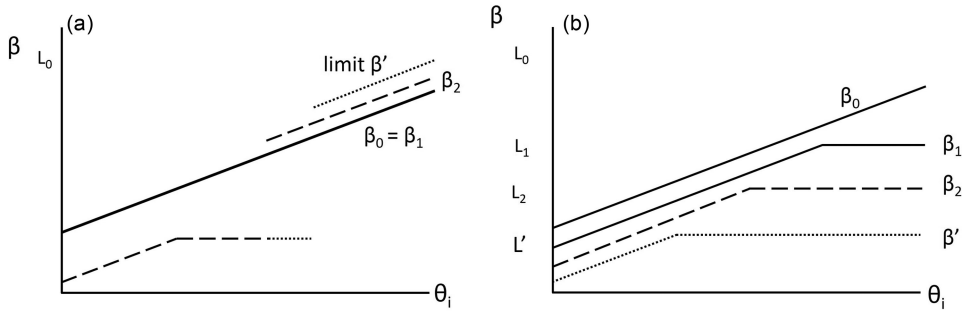 (a)
β
L₀
limit β'
β₂
β₀ = β₁
θᵢ
β
(b)
L₀
β₀
L₁
β₁
L₂
β₂
L'
β'
θᵢ